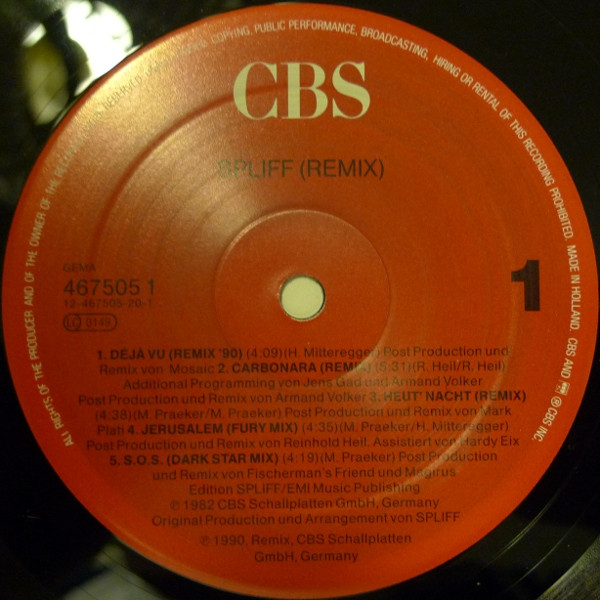 ALL RIGHTS OF THE PRODUCER AND OF THE OWNER OF THE RECORDED COPYING, PUBLIC PERFORMANCE, BROADCASTING, HIRING OR RENTAL OF THIS RECORDING PROHIBITED. MADE IN HOLLAND. CBS AND ® CBS INC.
CBS
SPLIFF (REMIX)
GEMA
467505 1
12-467505-20-1
LC 0149
1
1. DÉJÀ VU (REMIX '90) (4:09)(H. Mitteregger) Post Production und
Remix von Mosaic 2. CARBONARA (REMIX) (5:31)(R. Heil/R. Heil)
Additional Programming von Jens Gad und Armand Volker
Post Production und Remix von Armand Volker 3. HEUT' NACHT (REMIX)
(4:38)(M. Praeker/M. Praeker) Post Production und Remix von Mark
Plati 4. JERUSALEM (FURY MIX) (4:35)(M. Praeker/H. Mitteregger)
Post Production und Remix von Reinhold Heil. Assistiert von Hardy Eix
5. S.O.S. (DARK STAR MIX) (4:19)(M. Praeker) Post Production
und Remix von Fischerman's Friend und Magirus
Edition SPLIFF/EMI Music Publishing
℗ 1982 CBS Schallplatten GmbH, Germany
Original Production und Arrangement von SPLIFF
℗ 1990, Remix, CBS Schallplatten
GmbH, Germany